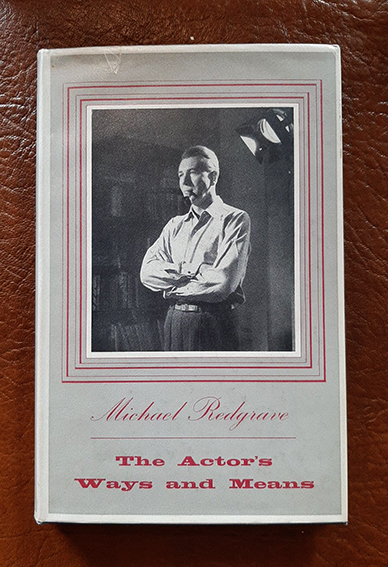 Michael Redgrave
The Actor's
Ways and Means